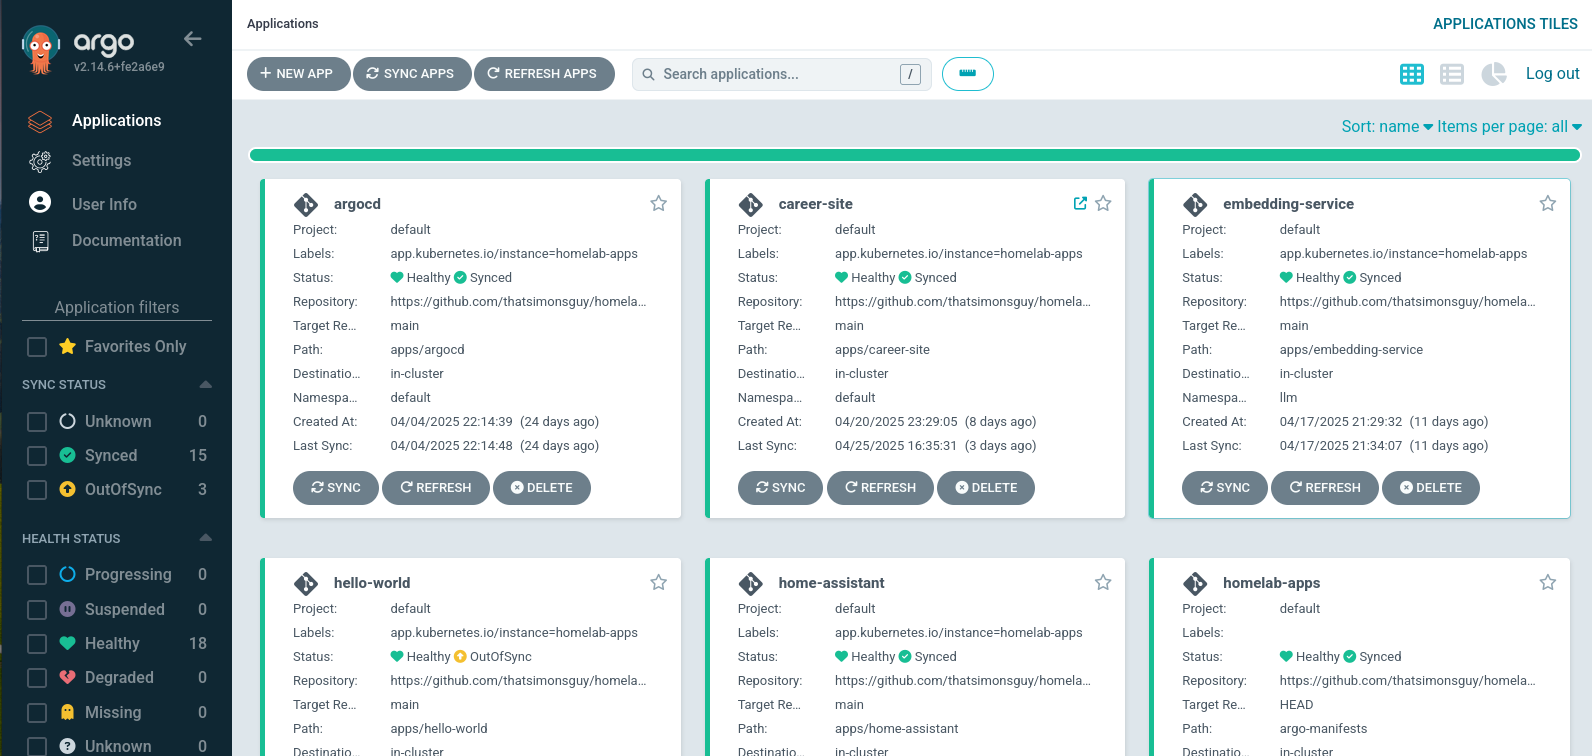 argo
v2.14.6+fe2a6e9
Applications
Settings
User Info
Documentation
Application filters
Favorites Only
SYNC STATUS
Unknown 0
Synced 15
OutOfSync 3
HEALTH STATUS
Progressing 0
Suspended 0
Healthy 18
Degraded 0
Missing 0
Unknown 0
Applications
APPLICATIONS TILES
NEW APP SYNC APPS REFRESH APPS Search applications... / Log out
Sort: name Items per page: all
argocd
Project: default
Labels: app.kubernetes.io/instance=homelab-apps
Status: Healthy Synced
Repository: https://github.com/thatsimonsguy/homela...
Target Re... main
Path: apps/argocd
Destinatio... in-cluster
Namespa... default
Created At: 04/04/2025 22:14:39 (24 days ago)
Last Sync: 04/04/2025 22:14:48 (24 days ago)
SYNC REFRESH DELETE
career-site
Project: default
Labels: app.kubernetes.io/instance=homelab-apps
Status: Healthy Synced
Repository: https://github.com/thatsimonsguy/homela...
Target Re... main
Path: apps/career-site
Destinatio... in-cluster
Namespa... default
Created At: 04/20/2025 23:29:05 (8 days ago)
Last Sync: 04/25/2025 16:35:31 (3 days ago)
SYNC REFRESH DELETE
embedding-service
Project: default
Labels: app.kubernetes.io/instance=homelab-apps
Status: Healthy Synced
Repository: https://github.com/thatsimonsguy/homela...
Target Re... main
Path: apps/embedding-service
Destinatio... in-cluster
Namespa... llm
Created At: 04/17/2025 21:29:32 (11 days ago)
Last Sync: 04/17/2025 21:34:07 (11 days ago)
SYNC REFRESH DELETE
hello-world
Project: default
Labels: app.kubernetes.io/instance=homelab-apps
Status: Healthy OutOfSync
Repository: https://github.com/thatsimonsguy/homela...
Target Re... main
Path: apps/hello-world
Destinatio... in-cluster
home-assistant
Project: default
Labels: app.kubernetes.io/instance=homelab-apps
Status: Healthy Synced
Repository: https://github.com/thatsimonsguy/homela...
Target Re... main
Path: apps/home-assistant
Destinatio... in-cluster
homelab-apps
Project: default
Labels:
Status: Healthy Synced
Repository: https://github.com/thatsimonsguy/homela...
Target Re... HEAD
Path: argo-manifests
Destinatio... in-cluster